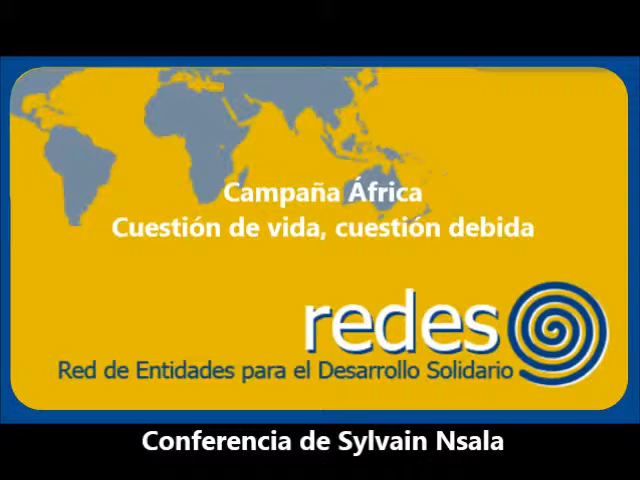 Campaña África
Cuestión de vida, cuestión debida
redes
Red de Entidades para el Desarrollo Solidario
Conferencia de Sylvain Nsala